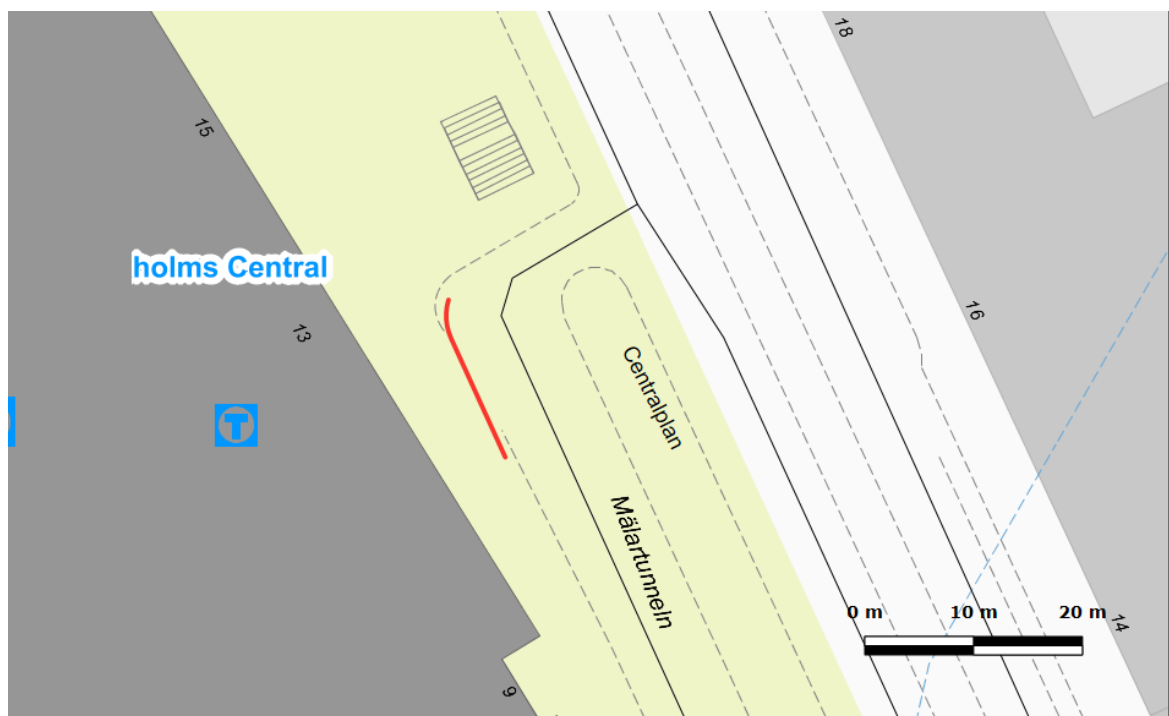 18
15
holms Central
13
16
Centralplan
T
Mälartunneln
0 m 10 m 20 m
14
9